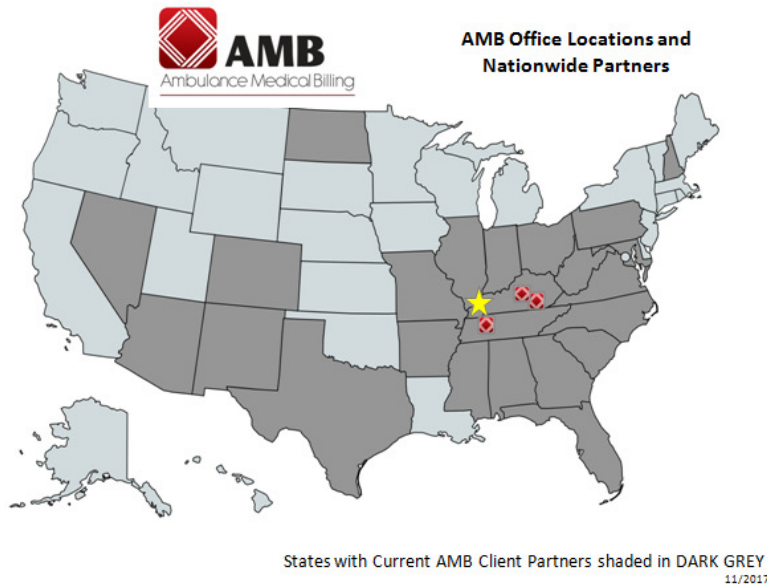 AMB
Ambulance Medical Billing
AMB Office Locations and
Nationwide Partners
States with Current AMB Client Partners shaded in DARK GREY
11/2017